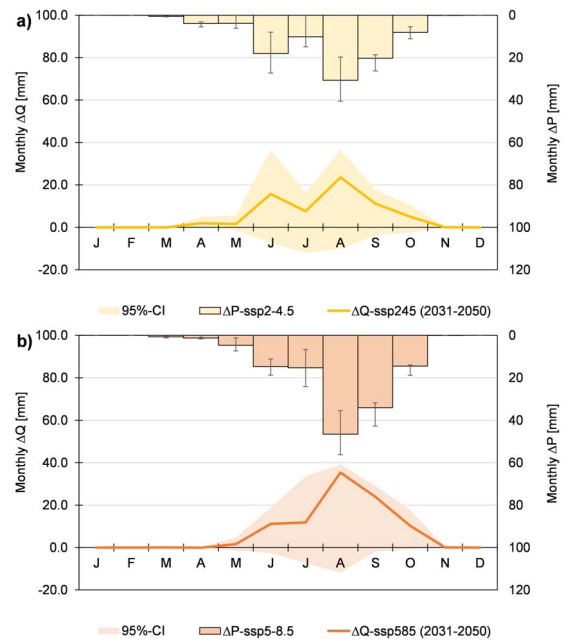 a)
Monthly ΔQ [mm]
100.0
80.0
60.0
40.0
20.0
0.0
-20.0
J F M A M J J A S O N D
0
20
40
60
80
100
120
Monthly ΔP [mm]
95%-CI ΔP-ssp2-4.5 ΔQ-ssp245 (2031-2050)
b)
Monthly ΔQ [mm]
100.0
80.0
60.0
40.0
20.0
0.0
-20.0
J F M A M J J A S O N D
0
20
40
60
80
100
120
Monthly ΔP [mm]
95%-CI ΔP-ssp5-8.5 ΔQ-ssp585 (2031-2050)